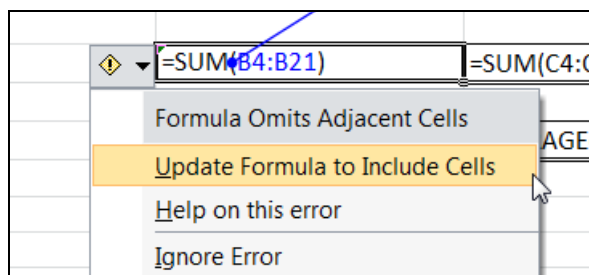 =SUM(B4:B21) =SUM(C4:
Formula Omits Adjacent Cells
AGE
Update Formula to Include Cells
Help on this error
Ignore Error